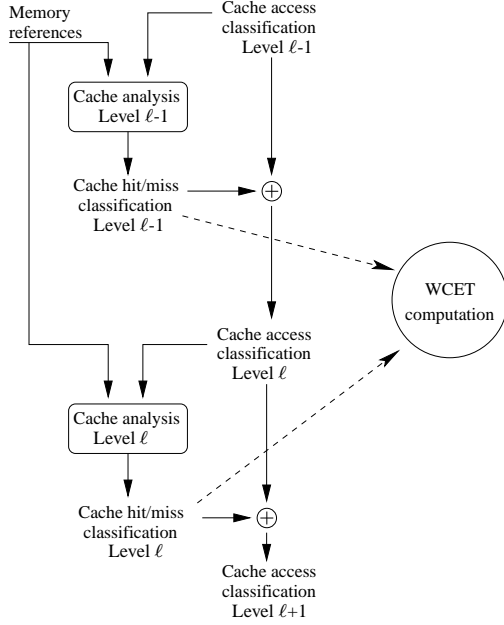 Memory
references
Cache access
classification
Level ℓ-1
Cache analysis
Level ℓ-1
Cache hit/miss
classification
Level ℓ-1
WCET
computation
Cache access
classification
Level ℓ
Cache analysis
Level ℓ
Cache hit/miss
classification
Level ℓ
Cache access
classification
Level ℓ+1